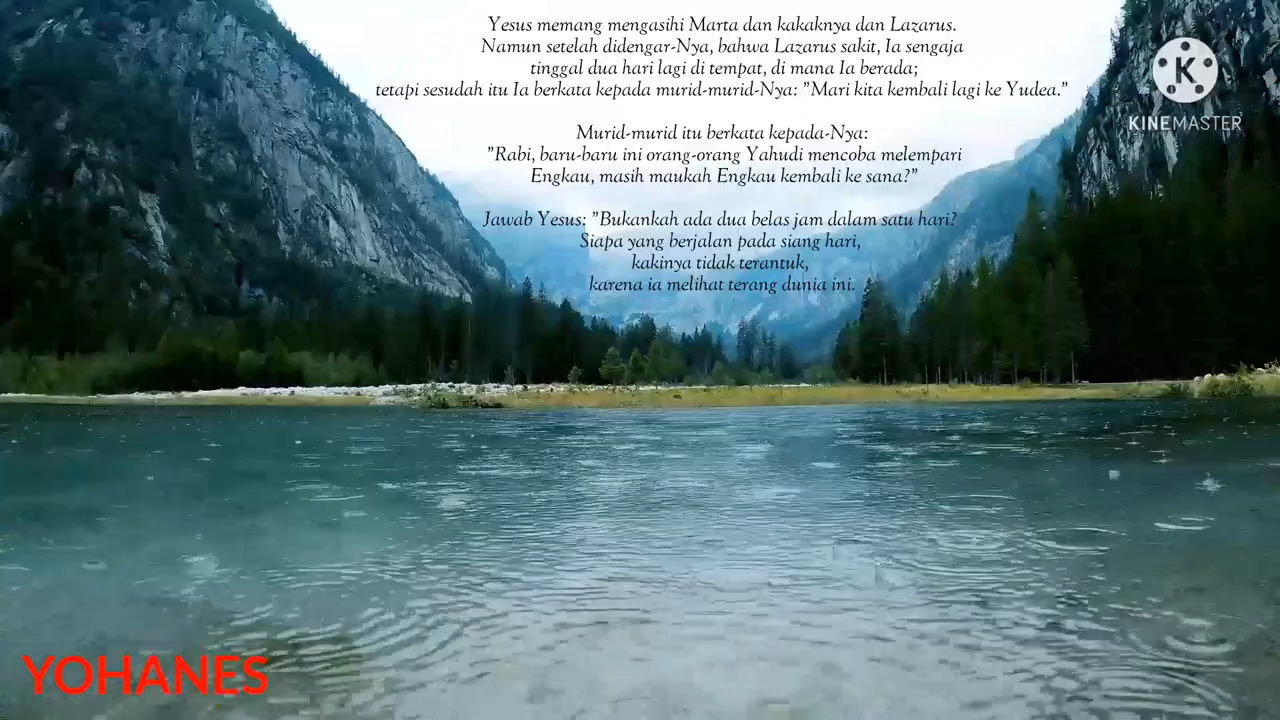 Yesus memang mengasihi Marta dan kakaknya dan Lazarus.
Namun setelah didengar-Nya, bahwa Lazarus sakit, Ia sengaja
tinggal dua hari lagi di tempat, di mana Ia berada;
tetapi sesudah itu Ia berkata kepada murid-murid-Nya: "Mari kita kembali lagi ke Yudea."
Murid-murid itu berkata kepada-Nya:
"Rabi, baru-baru ini orang-orang Yahudi mencoba melempari
Engkau, masih maukah Engkau kembali ke sana?"
Jawab Yesus: "Bukankah ada dua belas jam dalam satu hari?
Siapa yang berjalan pada siang hari,
kakinya tidak terantuk,
karena ia melihat terang dunia ini.
K
KINEMASTER
YOHANES